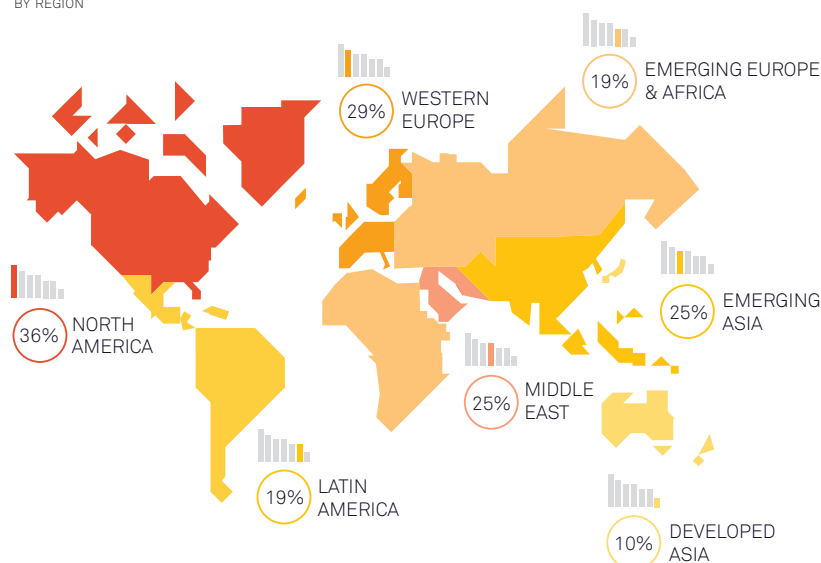 BY REGION
19%
EMERGING EUROPE
& AFRICA
29%
WESTERN
EUROPE
36%
NORTH
AMERICA
25%
EMERGING
ASIA
25%
MIDDLE
EAST
19%
LATIN
AMERICA
10%
DEVELOPED
ASIA